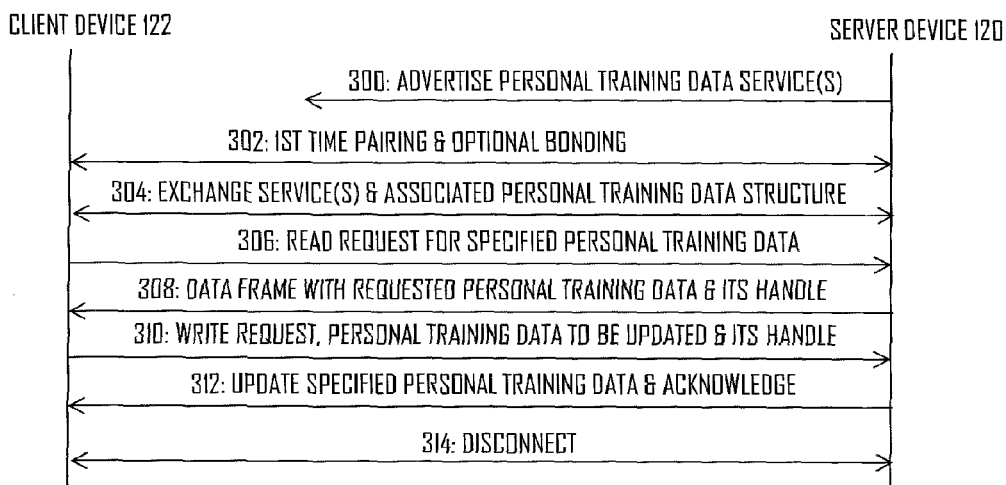 CLIENT DEVICE 122
SERVER DEVICE 120
300: ADVERTISE PERSONAL TRAINING DATA SERVICE(S)
302: 1ST TIME PAIRING & OPTIONAL BONDING
304: EXCHANGE SERVICE(S) & ASSOCIATED PERSONAL TRAINING DATA STRUCTURE
306: READ REQUEST FOR SPECIFIED PERSONAL TRAINING DATA
308: DATA FRAME WITH REQUESTED PERSONAL TRAINING DATA & ITS HANDLE
310: WRITE REQUEST, PERSONAL TRAINING DATA TO BE UPDATED & ITS HANDLE
312: UPDATE SPECIFIED PERSONAL TRAINING DATA & ACKNOWLEDGE
314: DISCONNECT